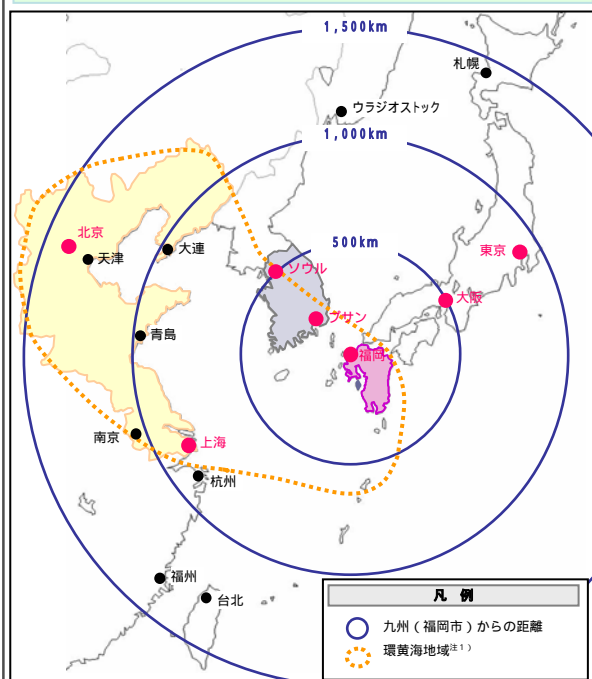 1,500km
札幌
ウラジオストック
1,000km
500km
北京
天津
大連
ソウル
東京
大阪
プサン
青島
福岡
南京
上海
杭州
福州
台北
凡 例
九州(福岡市)からの距離
環黄海地域注1)